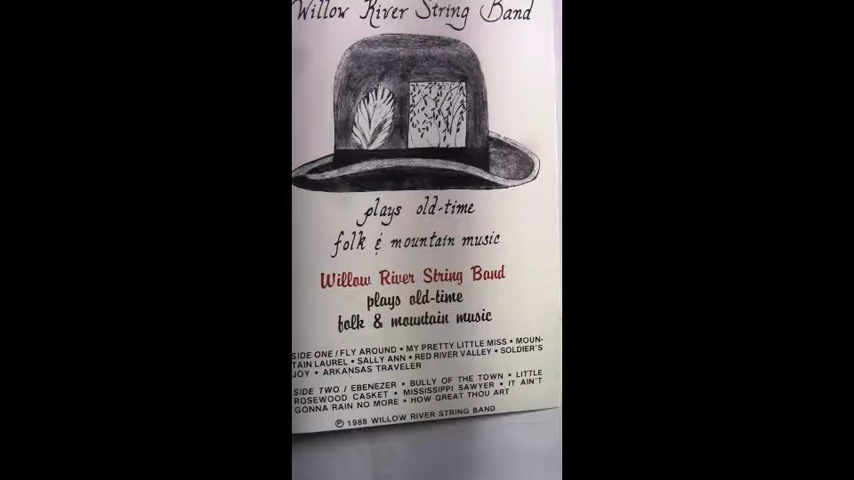 Willow River String Band
plays old-time
folk & mountain music
Willow River String Band
plays old-time
folk & mountain music
SIDE ONE / FLY AROUND • MY PRETTY LITTLE MISS • MOUN-
TAIN LAUREL • SALLY ANN • RED RIVER VALLEY • SOLDIER'S
JOY • ARKANSAS TRAVELER
SIDE TWO / EBENEZER • BULLY OF THE TOWN • LITTLE
ROSEWOOD CASKET • MISSISSIPPI SAWYER • IT AIN'T
GONNA RAIN NO MORE • HOW GREAT THOU ART
℗ 1988 WILLOW RIVER STRING BAND